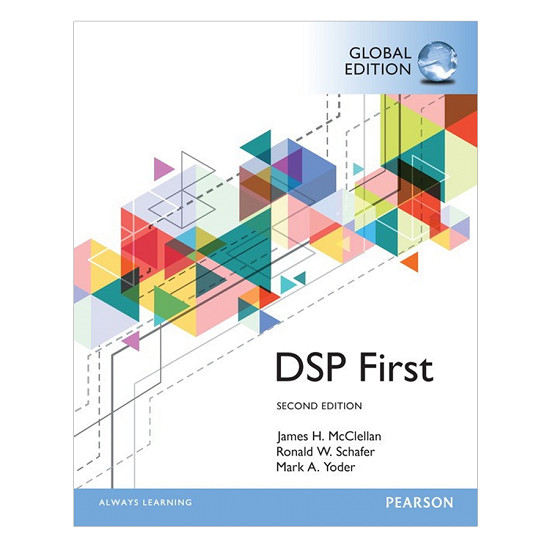 GLOBAL
EDITION
DSP First
SECOND EDITION
James H. McClellan
Ronald W. Schafer
Mark A. Yoder
ALWAYS LEARNING
PEARSON